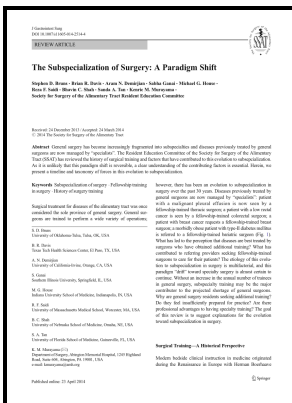 J Gastrointest Surg
DOI 10.1007/s11605-014-2514-4
REVIEW ARTICLE
The Subspecialization of Surgery: A Paradigm Shift
Stephen D. Bruns · Brian R. Davis · Aram N. Demirjian · Sabha Ganai · Michael G. House ·
Reza F. Saidi · Bhavin C. Shah · Sanda A. Tan · Kenric M. Murayama ·
Society for Surgery of the Alimentary Tract Resident Education Committee
Received: 24 December 2013 / Accepted: 24 March 2014
© 2014 The Society for Surgery of the Alimentary Tract
Abstract General surgery has become increasingly fragmented into subspecialties and diseases previously treated by general
surgeons are now managed by "specialists". The Resident Education Committee of the Society for Surgery of the Alimentary Tract
(SSAT) has reviewed the history of surgical training and factors that have contributed to this evolution to subspecialization.
As it is unlikely that this paradigm shift is reversible, a clear understanding of the contributing factors is essential. Herein, we
present a timeline and taxonomy of forces in this evolution to subspecialization.
Keywords Subspecialization of surgery · Fellowship training
in surgery · History of surgery training
Surgical treatment for diseases of the alimentary tract was once
considered the sole province of general surgery. General sur-
geons are trained to perform a wide variety of operations;
S. D. Bruns
University of Oklahoma/Tulsa, Tulsa, OK, USA
B. R. Davis
Texas Tech Health Sciences Center, El Paso, TX, USA
A. N. Demirjian
University of California/Irvine, Orange, CA, USA
S. Ganai
Southern Illinois University, Springfield, IL, USA
M. G. House
Indiana University School of Medicine, Indianapolis, IN, USA
R. F. Saidi
University of Massachusetts Medical School, Worcester, MA, USA
B. C. Shah
University of Nebraska School of Medicine, Omaha, NE, USA
S. A. Tan
University of Florida School of Medicine, Gainesville, FL, USA
K. M. Murayama
Department of Surgery, Abington Memorial Hospital, 1245 Highland
Road, Suite 604, Abington, PA 19001, USA
Published online: 23 April 2014
however, there has been an evolution to subspecialization in
surgery over the past 30 years. Diseases previously treated by
general surgeons are now managed by "specialists": patient
with a malignant pleural effusion is now seen by a
fellowship-trained thoracic surgeon; a patient with a low rectal
cancer is seen by a fellowship-trained colorectal surgeon; a
patient with breast cancer requests a fellowship-trained breast
surgeon; a morbidly obese patient with type II diabetes mellitus
is referred to a fellowship-trained bariatric surgeon (Fig. 1).
What has led to the perception that diseases are best treated by
surgeons who have obtained additional training? What has
contributed to referring providers seeking fellowship-trained
surgeons to care for their patients? The etiology of this evolu-
tion to subspecialization in surgery is multifactorial, and this
paradigm "drift" toward specialty surgery is almost certain to
continue. Without an increase in the annual number of trainees
in general surgery, subspecialty training may be the major
contributor to the projected shortage of general surgeons.
Why are general surgery residents seeking additional training?
Do they feel insufficiently prepared for practice? Are there
professional advantages to having specialty training? The goal
of this review is to suggest explanations for the evolution
toward subspecialization in surgery.
Surgical Training—A Historical Perspective
Modern bedside clinical instruction in medicine originated
during the Renaissance in Europe with Herman Boerhaave
Springer